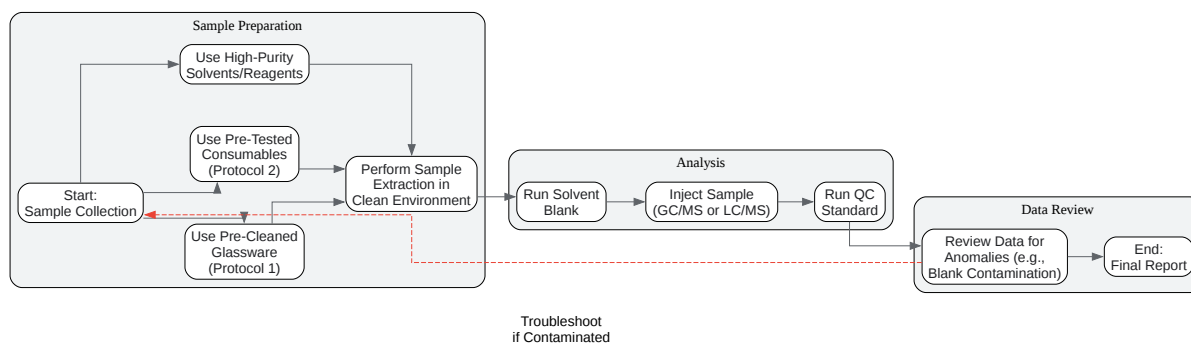 Sample Preparation
Use High-Purity
Solvents/Reagents
Use Pre-Tested
Consumables
(Protocol 2)
Perform Sample
Extraction in
Clean Environment
Start:
Sample Collection
Use Pre-Cleaned
Glassware
(Protocol 1)
Analysis
Run Solvent
Blank
Inject Sample
(GC/MS or LC/MS)
Run QC
Standard
Data Review
Review Data for
Anomalies (e.g.,
Blank Contamination)
End:
Final Report
Troubleshoot
if Contaminated